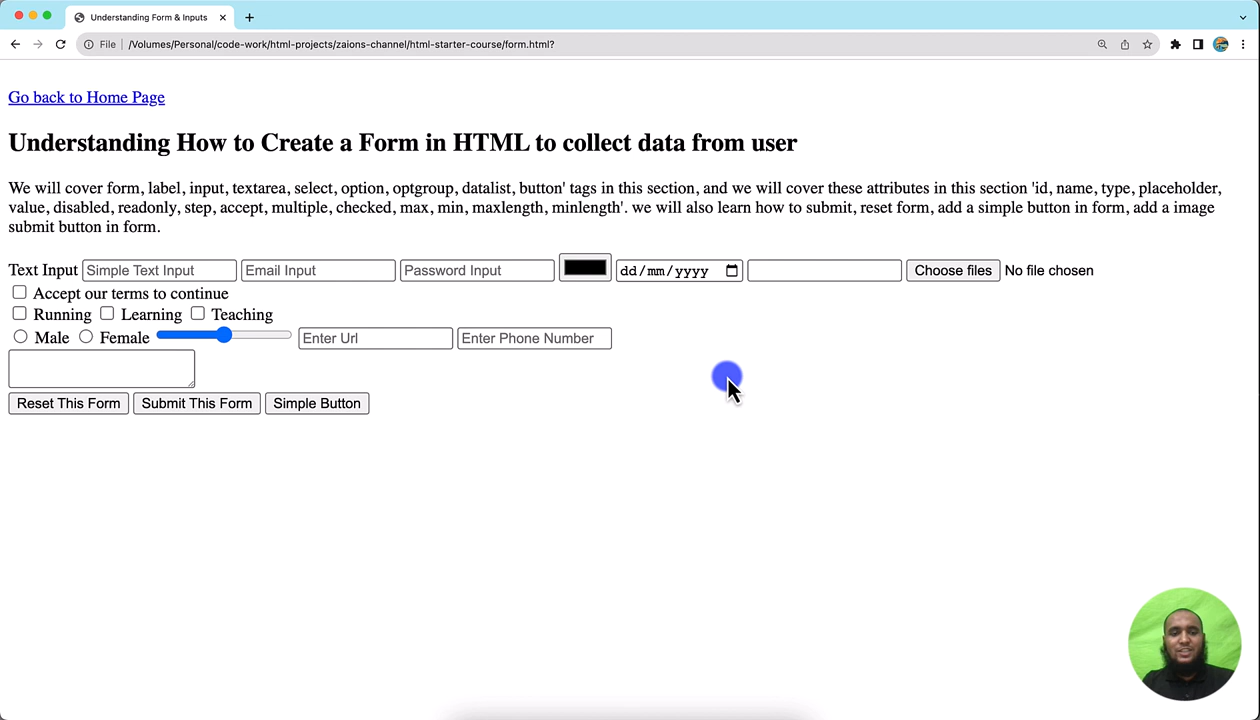 Understanding Form & Inputs
File /Volumes/Personal/code-work/html-projects/zaions-channel/html-starter-course/form.html?
Go back to Home Page
Understanding How to Create a Form in HTML to collect data from user
We will cover form, label, input, textarea, select, option, optgroup, datalist, button' tags in this section, and we will cover these attributes in this section 'id, name, type, placeholder,
value, disabled, readonly, step, accept, multiple, checked, max, min, maxlength, minlength'. we will also learn how to submit, reset form, add a simple button in form, add a image
submit button in form.
Text Input Simple Text Input Email Input Password Input dd/mm/yyyy Choose files No file chosen
Accept our terms to continue
Running Learning Teaching
Male Female Enter Url Enter Phone Number
Reset This Form Submit This Form Simple Button